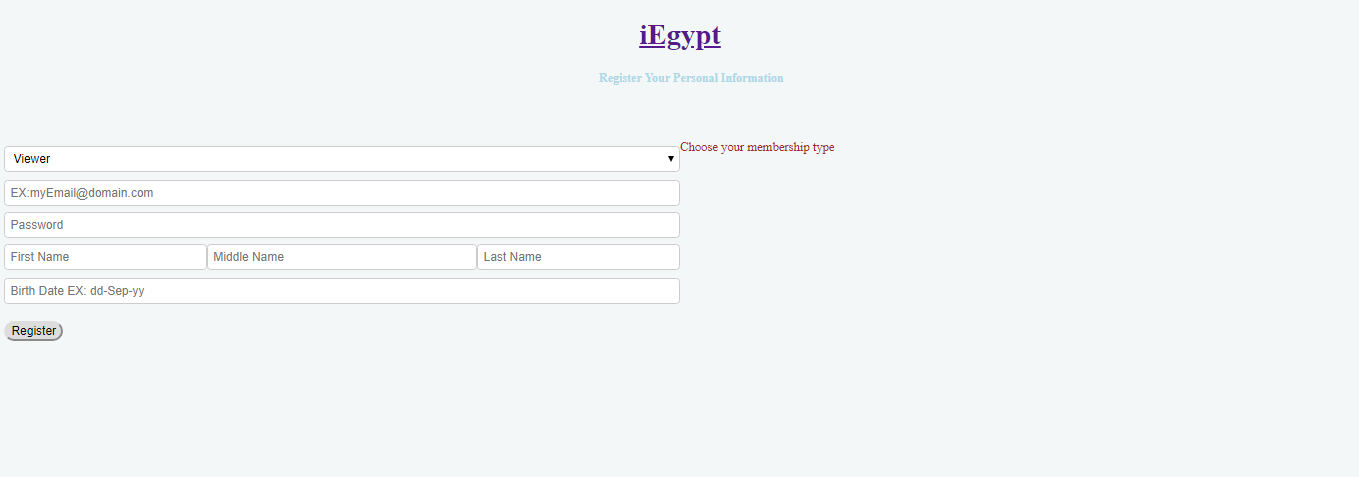 iEgypt
Register Your Personal Information
Choose your membership type
Viewer
EX:myEmail@domain.com
Password
First Name Middle Name Last Name
Birth Date EX: dd-Sep-yy
Register